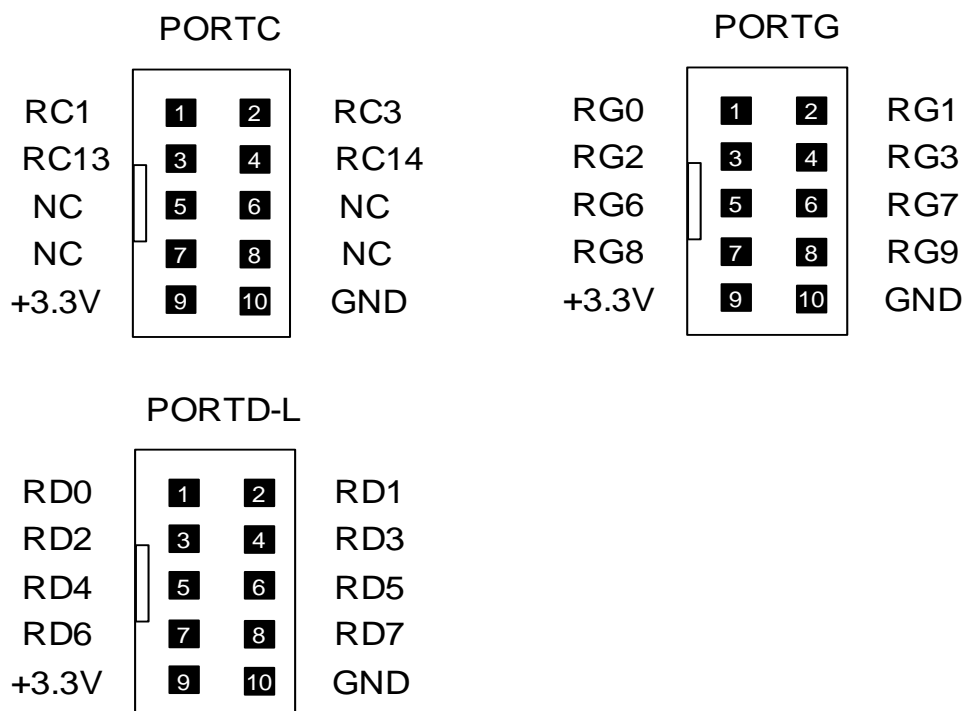 PORTC
RC1 1 2 RC3
RC13 3 4 RC14
NC 5 6 NC
NC 7 8 NC
+3.3V 9 10 GND
PORTG
RG0 1 2 RG1
RG2 3 4 RG3
RG6 5 6 RG7
RG8 7 8 RG9
+3.3V 9 10 GND
PORTD-L
RD0 1 2 RD1
RD2 3 4 RD3
RD4 5 6 RD5
RD6 7 8 RD7
+3.3V 9 10 GND